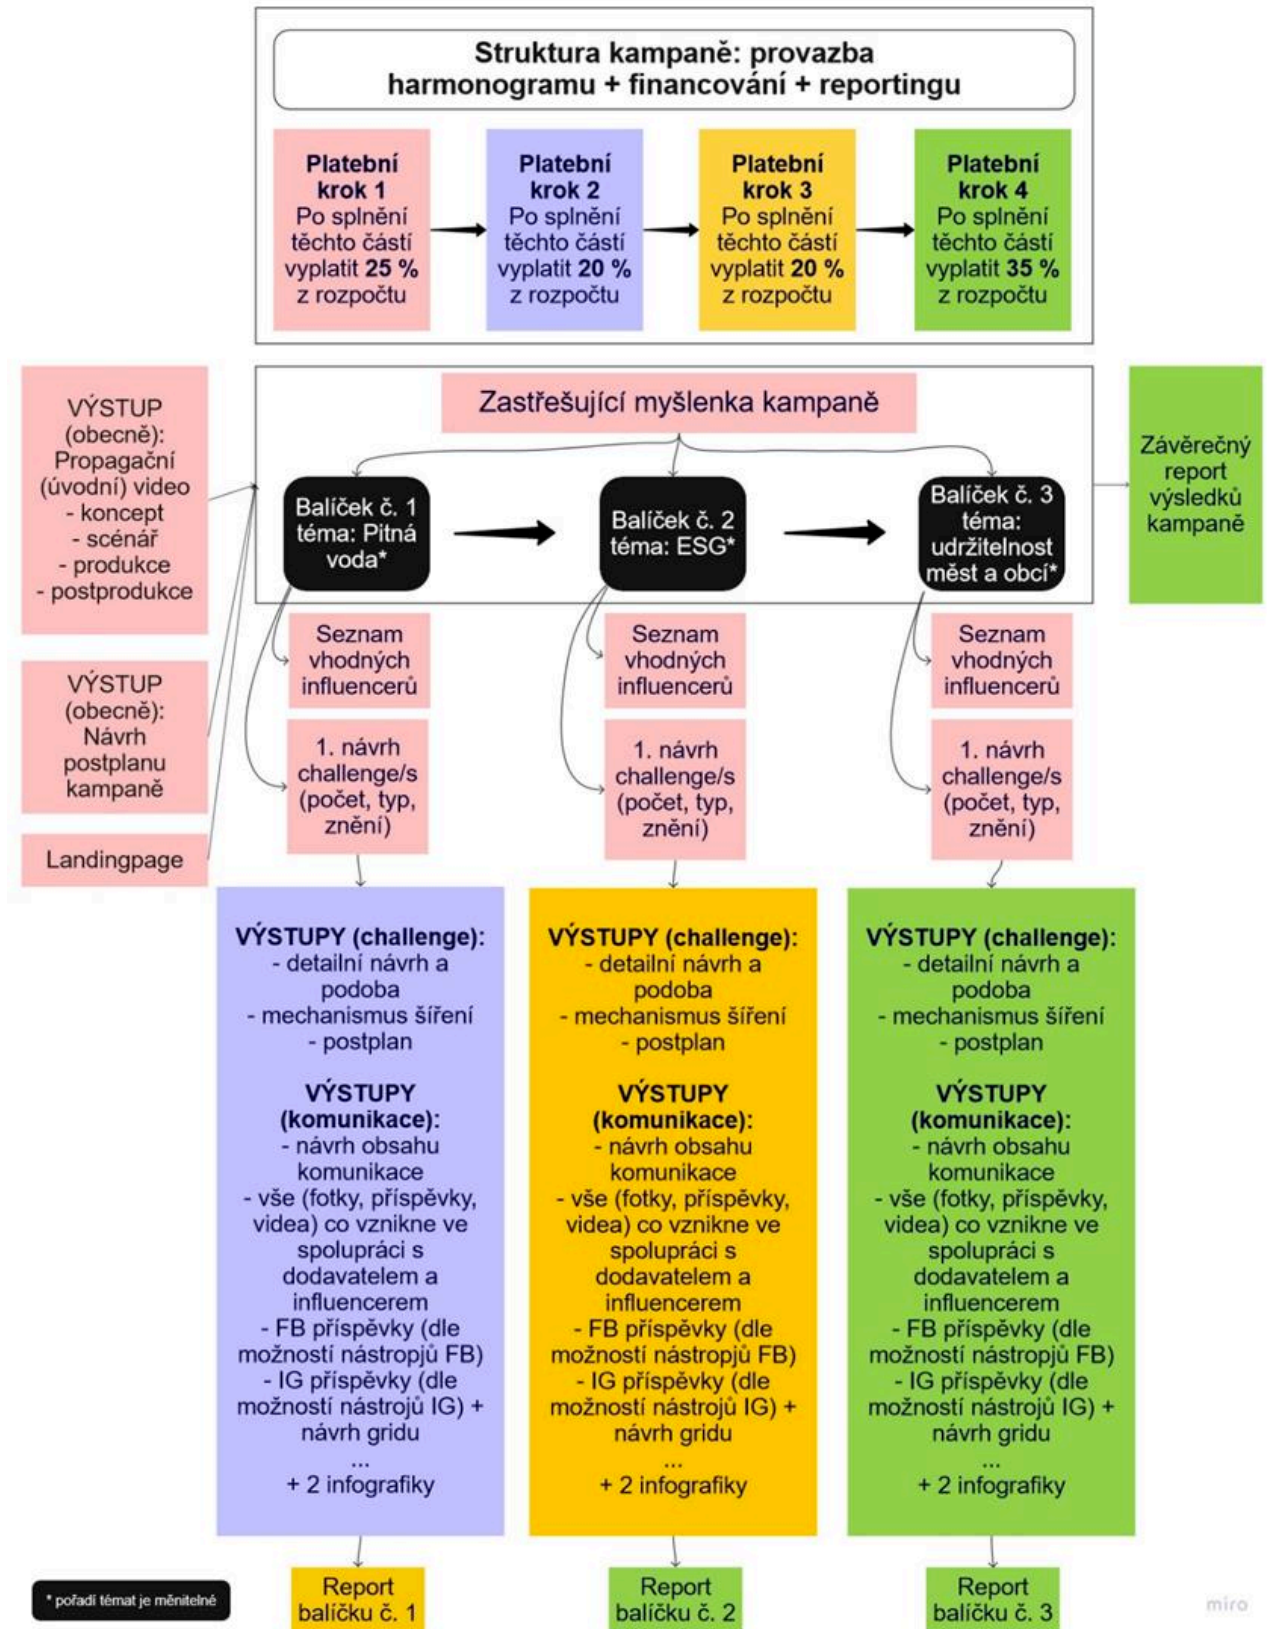 Struktura kampaně: provazba
harmonogramu + financování + reportingu
Platební
krok 1
Po splnění
těchto částí
vyplatit 25 %
z rozpočtu
Platební
krok 2
Po splnění
těchto částí
vyplatit 20 %
z rozpočtu
Platební
krok 3
Po splnění
těchto částí
vyplatit 20 %
z rozpočtu
Platební
krok 4
Po splnění
těchto částí
vyplatit 35 %
z rozpočtu
VÝSTUP
(obecně):
Propagační
(úvodní) video
- koncept
- scénář
- produkce
- postprodukce
VÝSTUP
(obecně):
Návrh
postplanu
kampaně
Landingpage
Zastřešující myšlenka kampaně
Balíček č. 1
téma: Pitná
voda*
Balíček č. 2
téma: ESG*
Balíček č. 3
téma:
udržitelnost
měst a obcí*
Závěrečný
report
výsledků
kampaně
Seznam
vhodných
influencerů
1. návrh
challenge/s
(počet, typ,
znění)
Seznam
vhodných
influencerů
1. návrh
challenge/s
(počet, typ,
znění)
Seznam
vhodných
influencerů
1. návrh
challenge/s
(počet, typ,
znění)
VÝSTUPY (challenge):
- detailní návrh a
podoba
- mechanismus šíření
- postplan
VÝSTUPY
(komunikace):
- návrh obsahu
komunikace
- vše (fotky, příspěvky,
videa) co vznikne ve
spolupráci s
dodavatelem a
influencerem
- FB příspěvky (dle
možností nástropjů FB)
- IG příspěvky (dle
možností nástrojů IG) +
návrh gridu
...
+ 2 infografiky
VÝSTUPY (challenge):
- detailní návrh a
podoba
- mechanismus šíření
- postplan
VÝSTUPY
(komunikace):
- návrh obsahu
komunikace
- vše (fotky, příspěvky,
videa) co vznikne ve
spolupráci s
dodavatelem a
influencerem
- FB příspěvky (dle
možností nástropjů FB)
- IG příspěvky (dle
možností nástrojů IG) +
návrh gridu
...
+ 2 infografiky
VÝSTUPY (challenge):
- detailní návrh a
podoba
- mechanismus šíření
- postplan
VÝSTUPY
(komunikace):
- návrh obsahu
komunikace
- vše (fotky, příspěvky,
videa) co vznikne ve
spolupráci s
dodavatelem a
influencerem
- FB příspěvky (dle
možností nástropjů FB)
- IG příspěvky (dle
možností nástrojů IG) +
návrh gridu
...
+ 2 infografiky
* pořadí témat je měnitelné
Report
balíčku č. 1
Report
balíčku č. 2
Report
balíčku č. 3
miro